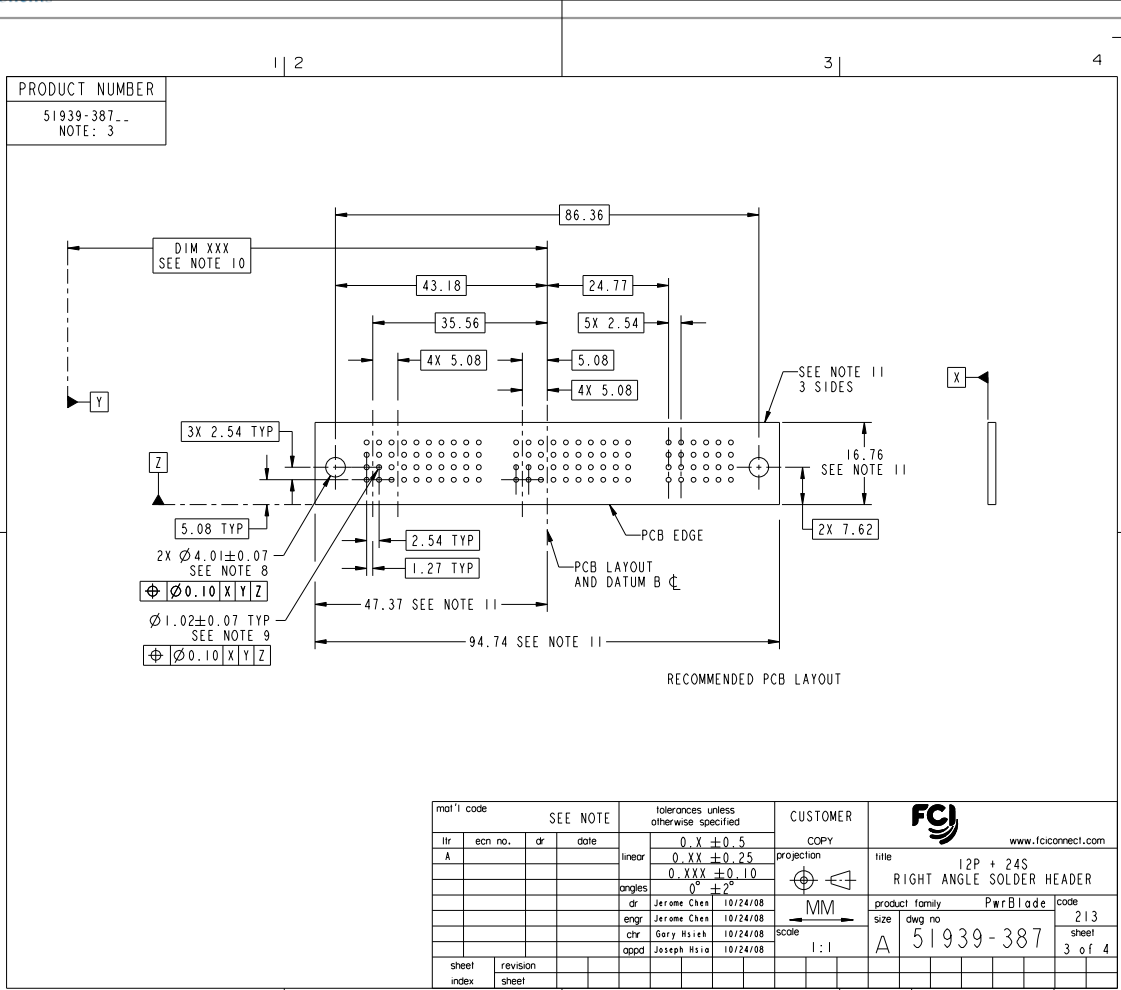 1 2
3
4
PRODUCT NUMBER
51939-387__
NOTE: 3
86.36
DIM XXX
SEE NOTE 10
43.18
24.77
35.56
5X 2.54
4X 5.08
5.08
4X 5.08
SEE NOTE 11
3 SIDES
X
Y
3X 2.54 TYP
Z
16.76
SEE NOTE 11
5.08 TYP
2X 7.62
PCB EDGE
2.54 TYP
1.27 TYP
2X Ø4.01±0.07
SEE NOTE 8
⌖ Ø0.10 X Y Z
PCB LAYOUT
AND DATUM B ℄
47.37 SEE NOTE 11
Ø1.02±0.07 TYP
SEE NOTE 9
⌖ Ø0.10 X Y Z
94.74 SEE NOTE 11
RECOMMENDED PCB LAYOUT
mat'l code SEE NOTE
tolerances unless
otherwise specified
CUSTOMER
COPY
FCJ
www.fciconnect.com
ltr ecn no. dr date
A
linear
0.X ±0.5
0.XX ±0.25
0.XXX ±0.10
angles 0° ±2°
projection
title
12P + 24S
RIGHT ANGLE SOLDER HEADER
dr Jerome Chen 10/24/08
engr Jerome Chen 10/24/08
chr Gary Hsieh 10/24/08
appd Joseph Hsia 10/24/08
MM
scale
1:1
product family PwrBlade
code
213
size
A
dwg no
51939-387
sheet
3 of 4
sheet
index
revision
sheet